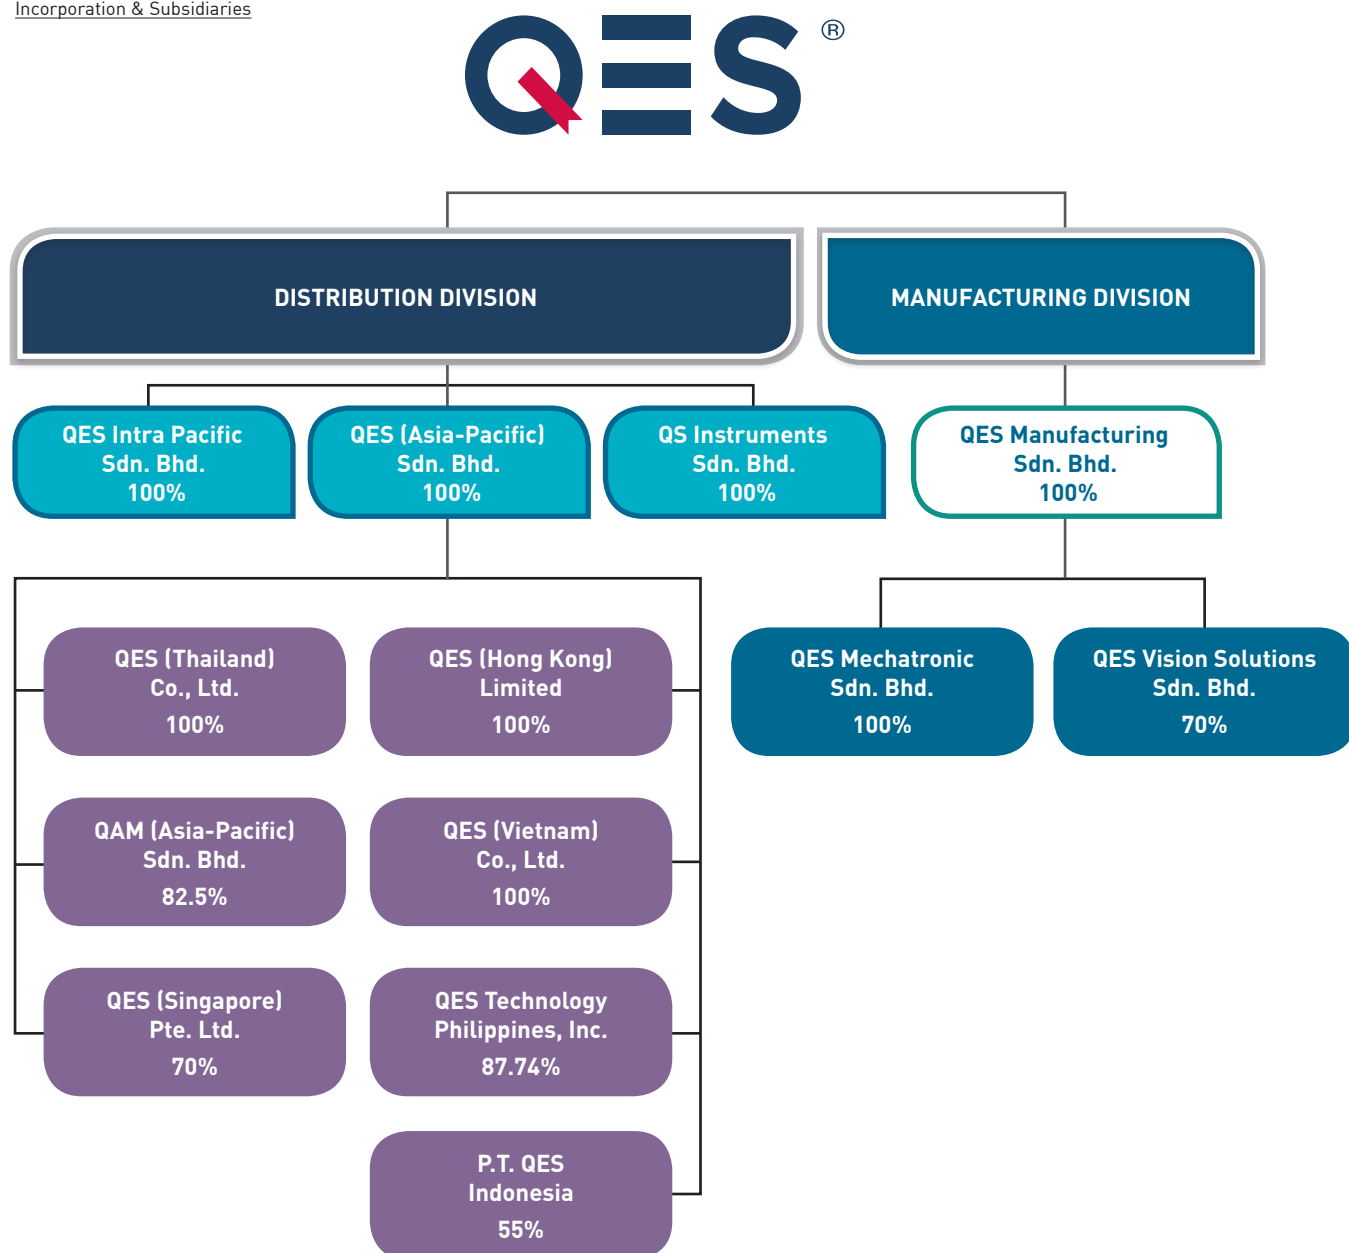 Incorporation & Subsidiaries
QES ®
DISTRIBUTION DIVISION
MANUFACTURING DIVISION
QES Intra Pacific
Sdn. Bhd.
100%
QES (Asia-Pacific)
Sdn. Bhd.
100%
QS Instruments
Sdn. Bhd.
100%
QES Manufacturing
Sdn. Bhd.
100%
QES (Thailand)
Co., Ltd.
100%
QES (Hong Kong)
Limited
100%
QES Mechatronic
Sdn. Bhd.
100%
QES Vision Solutions
Sdn. Bhd.
70%
QAM (Asia-Pacific)
Sdn. Bhd.
82.5%
QES (Vietnam)
Co., Ltd.
100%
QES (Singapore)
Pte. Ltd.
70%
QES Technology
Philippines, Inc.
87.74%
P.T. QES
Indonesia
55%